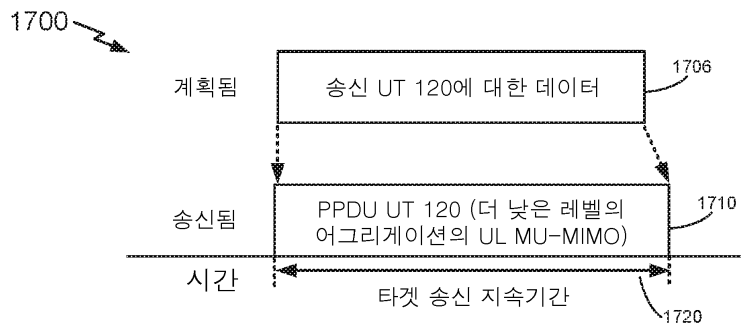 1700
계획됨
송신 UT 120에 대한 데이터
1706
송신됨
PPDU UT 120 (더 낮은 레벨의
어그리게이션의 UL MU-MIMO)
1710
시간
타겟 송신 지속기간
1720